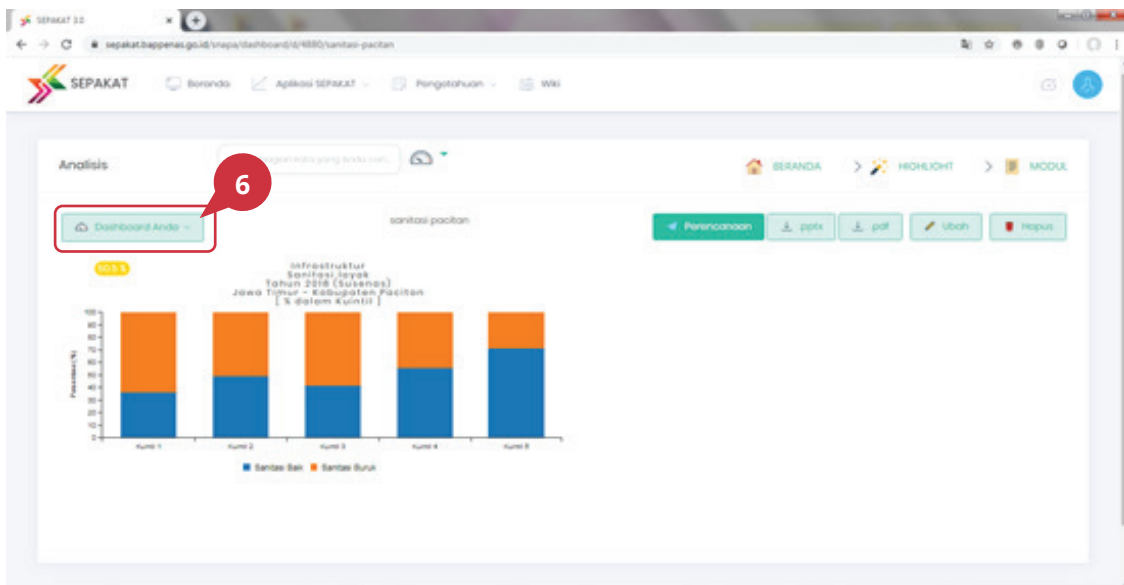 SEPAKAT 3.0
sepakat.bappenas.go.id/snapa/dashboard/d/4880/sanitasi-pacitan
SEPAKAT
Beranda
Aplikasi SEPAKAT
Pengetahuan
Wiki
Analisis
BERANDA > HIGHLIGHT > MODUL
6
Dashboard Anda
sanitasi pacitan
Perencanaan
pptx
pdf
Ubah
Hapus
Infrastruktur
Sanitasi_layak
Tahun 2018 (Susenas)
Jawa Timur - Kabupaten Pacitan
[ % dalam Kuintil ]
Persentase (%)
100
90
80
70
60
50
40
30
20
10
0
Kuintil 1
Kuintil 2
Kuintil 3
Kuintil 4
Kuintil 5
Sanitasi Baik
Sanitasi Buruk